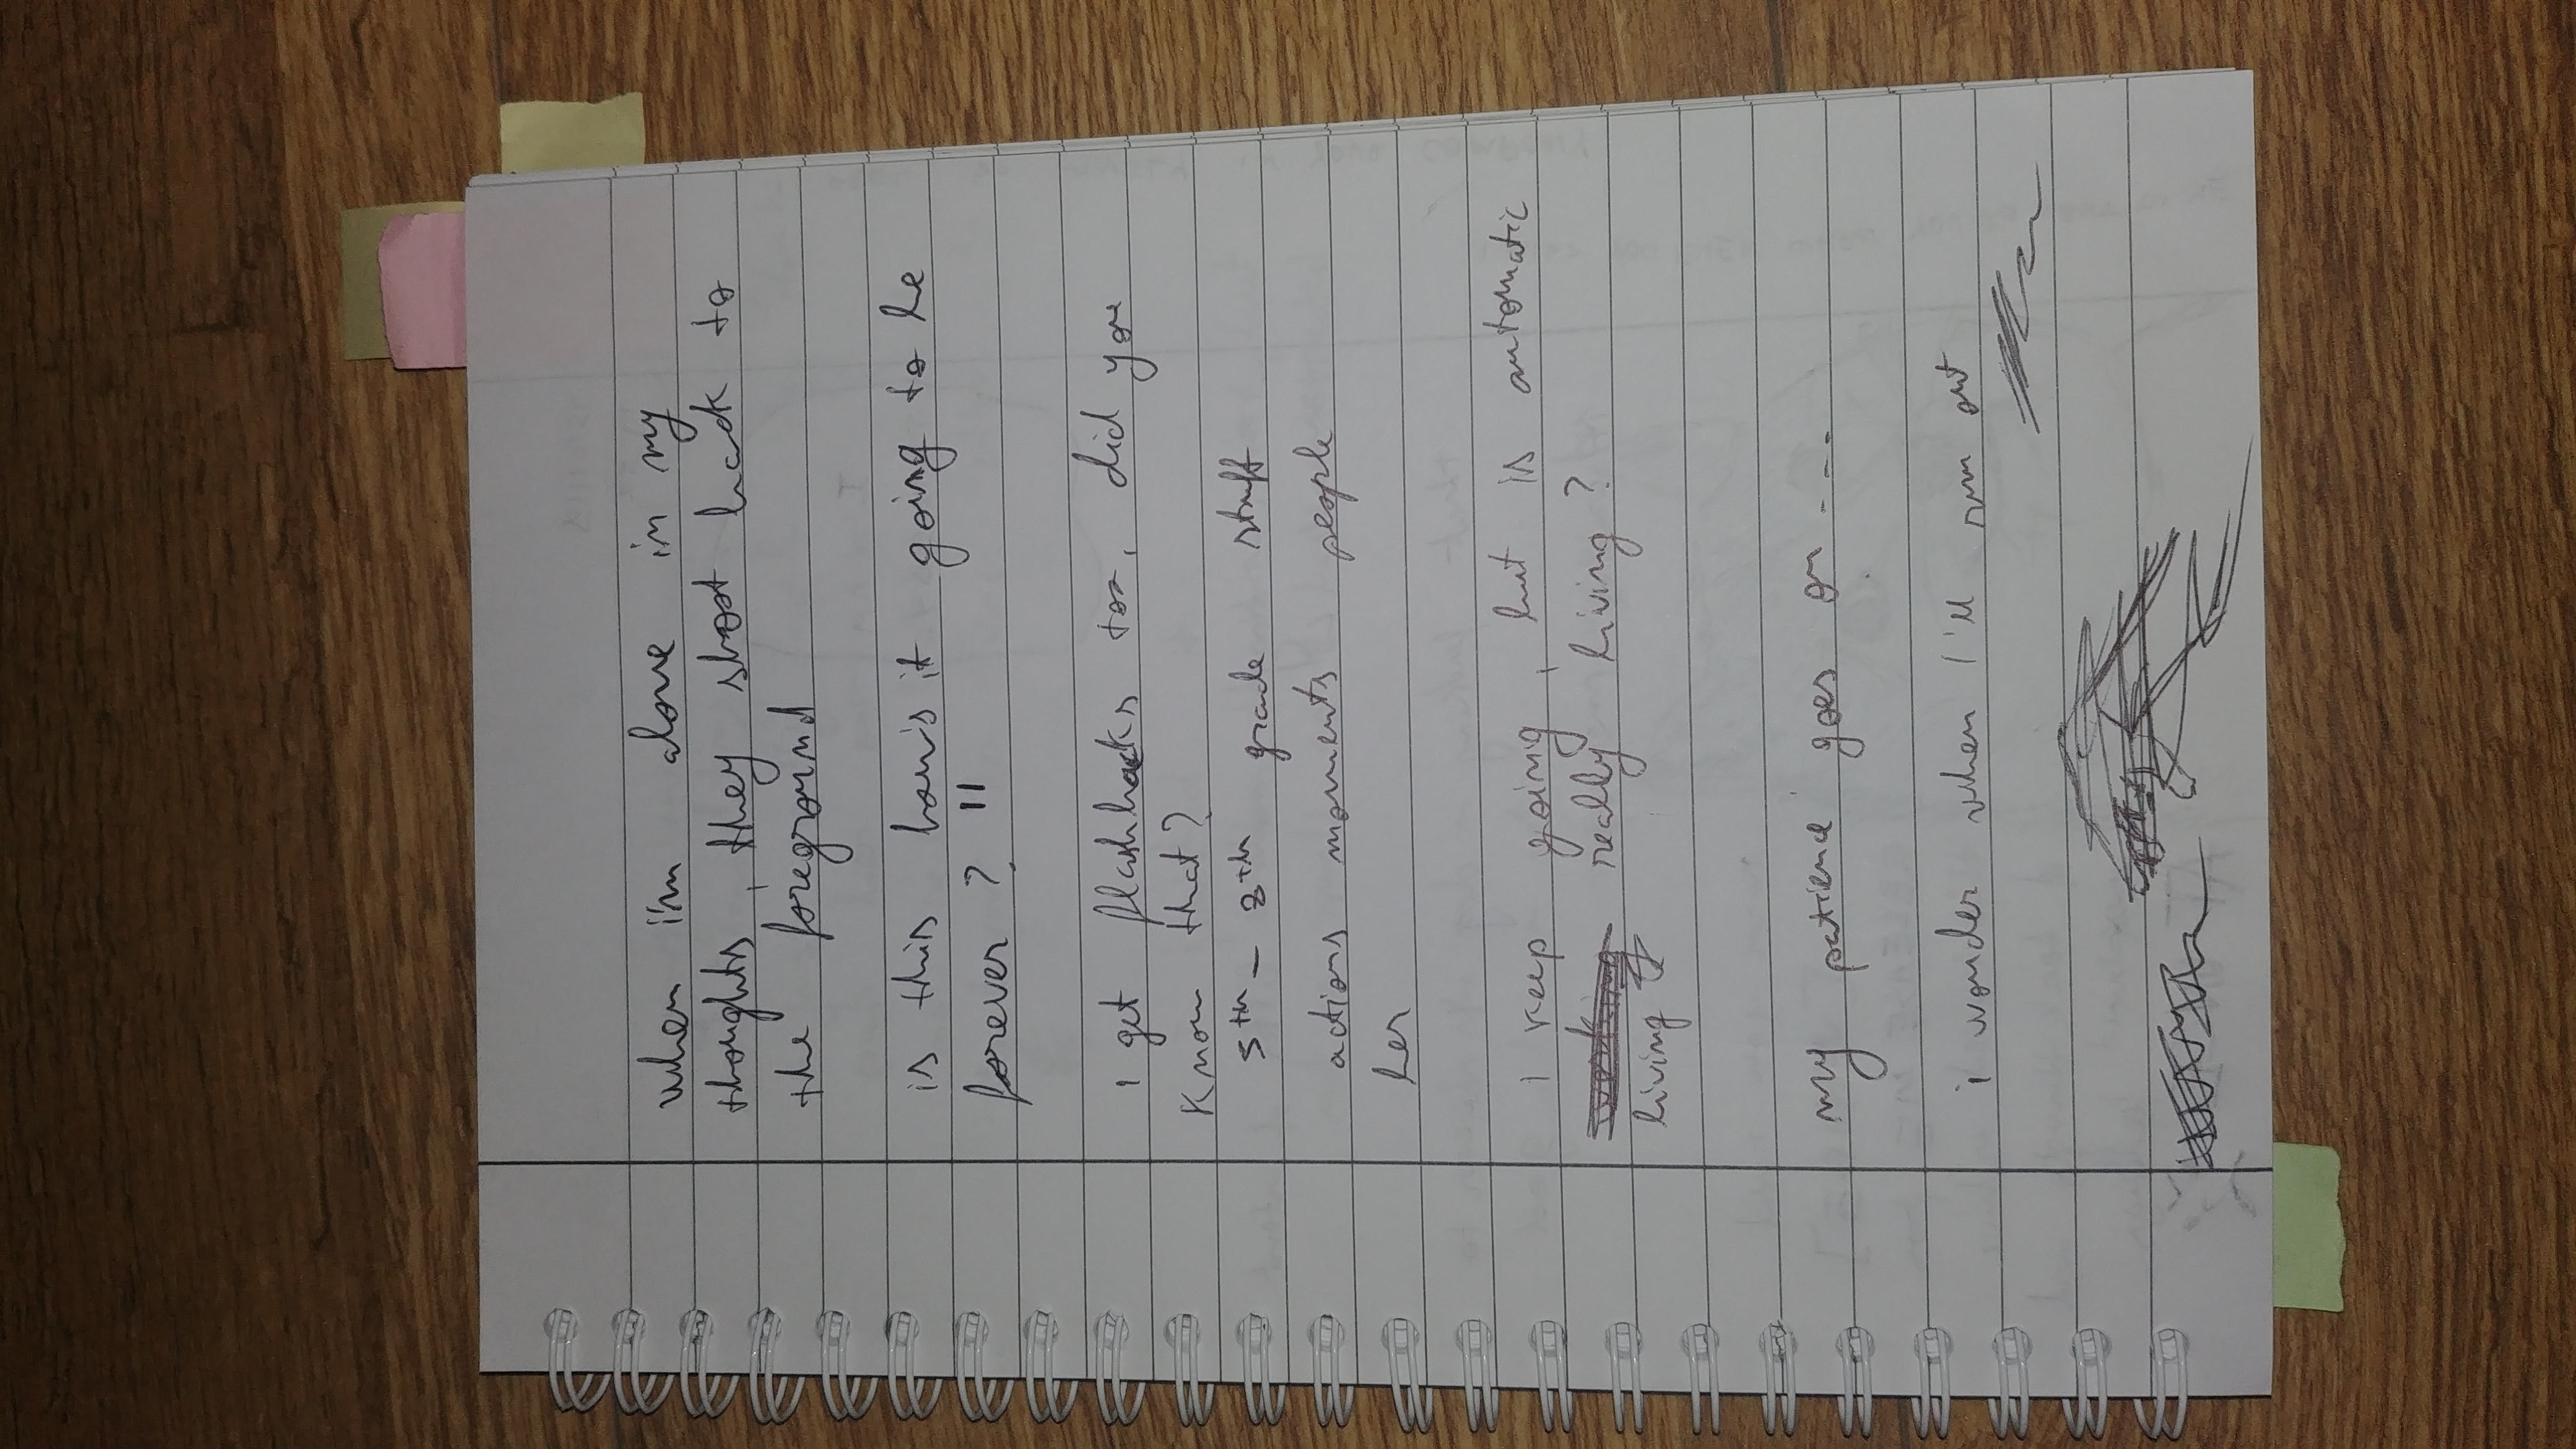 when i'm alone in my
thoughts, they shoot back to
the foreground
is this how's it going to be
forever? "
I get flashbacks too, did you
know that?
5th - 8th grade stuff
actions moments people
her
I keep going, but is automatic
working really living?
living
my patience goes on ---
i wonder when I'll run out